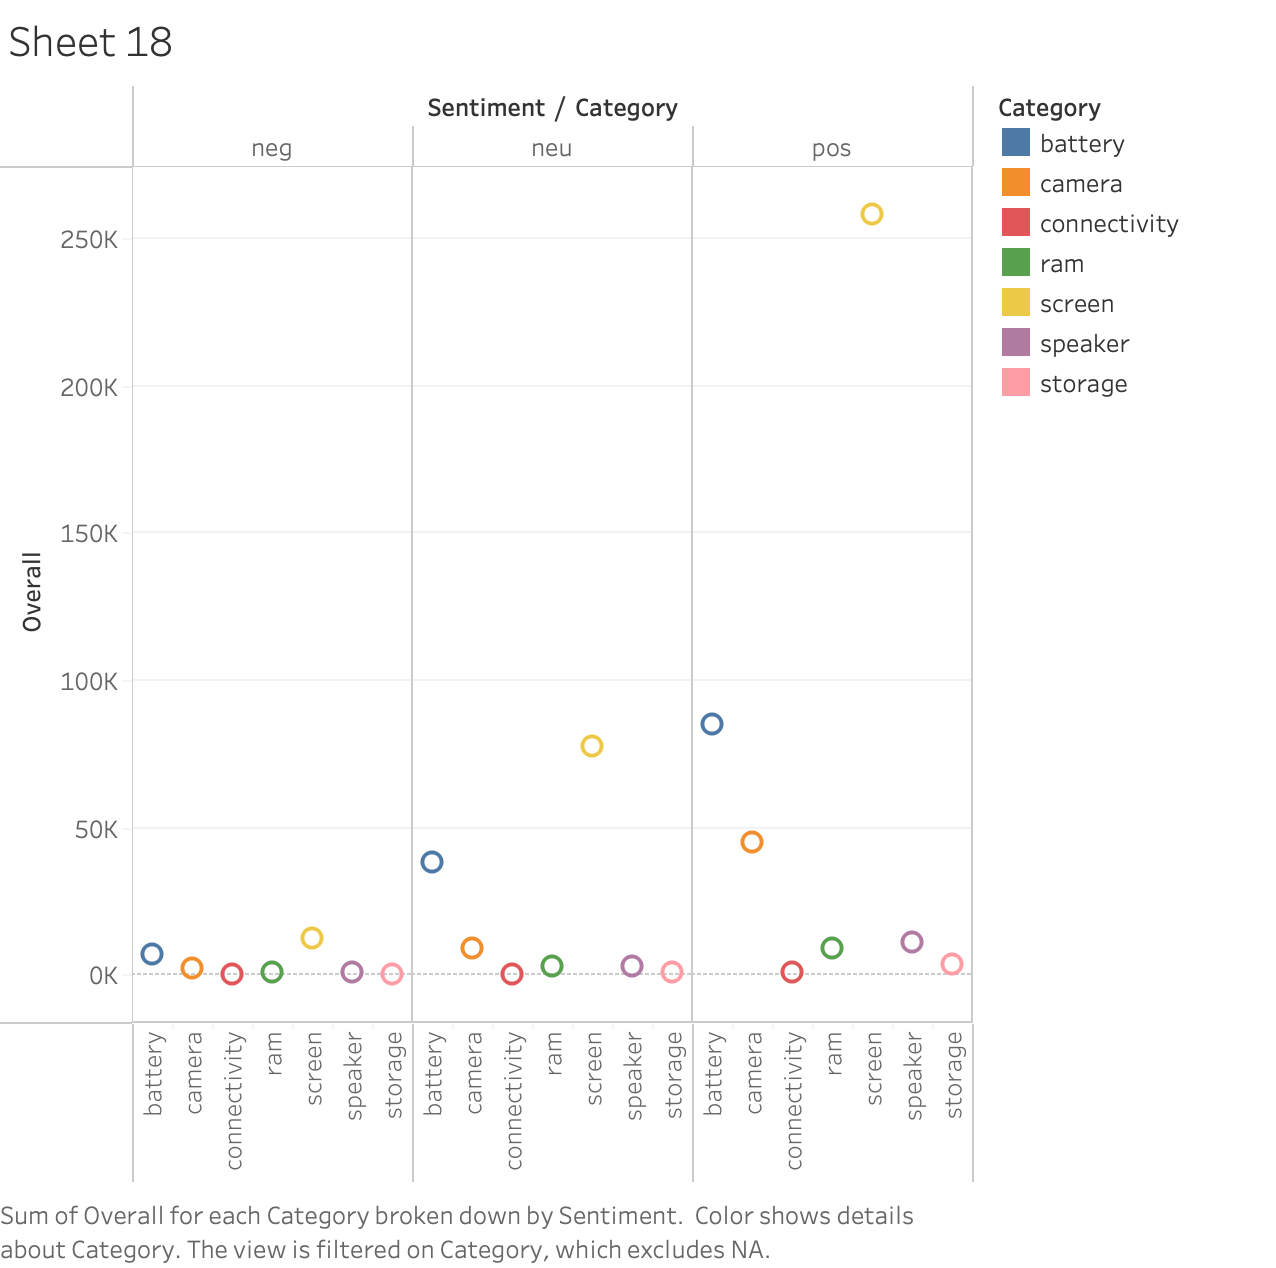 Sheet 18
Sentiment / Category
neg neu pos
Category
battery
camera
connectivity
ram
screen
speaker
storage
250K
200K
150K
100K
50K
0K
Overall
battery camera connectivity ram screen speaker storage battery camera connectivity ram screen speaker storage battery camera connectivity ram screen speaker storage
Sum of Overall for each Category broken down by Sentiment. Color shows details
about Category. The view is filtered on Category, which excludes NA.